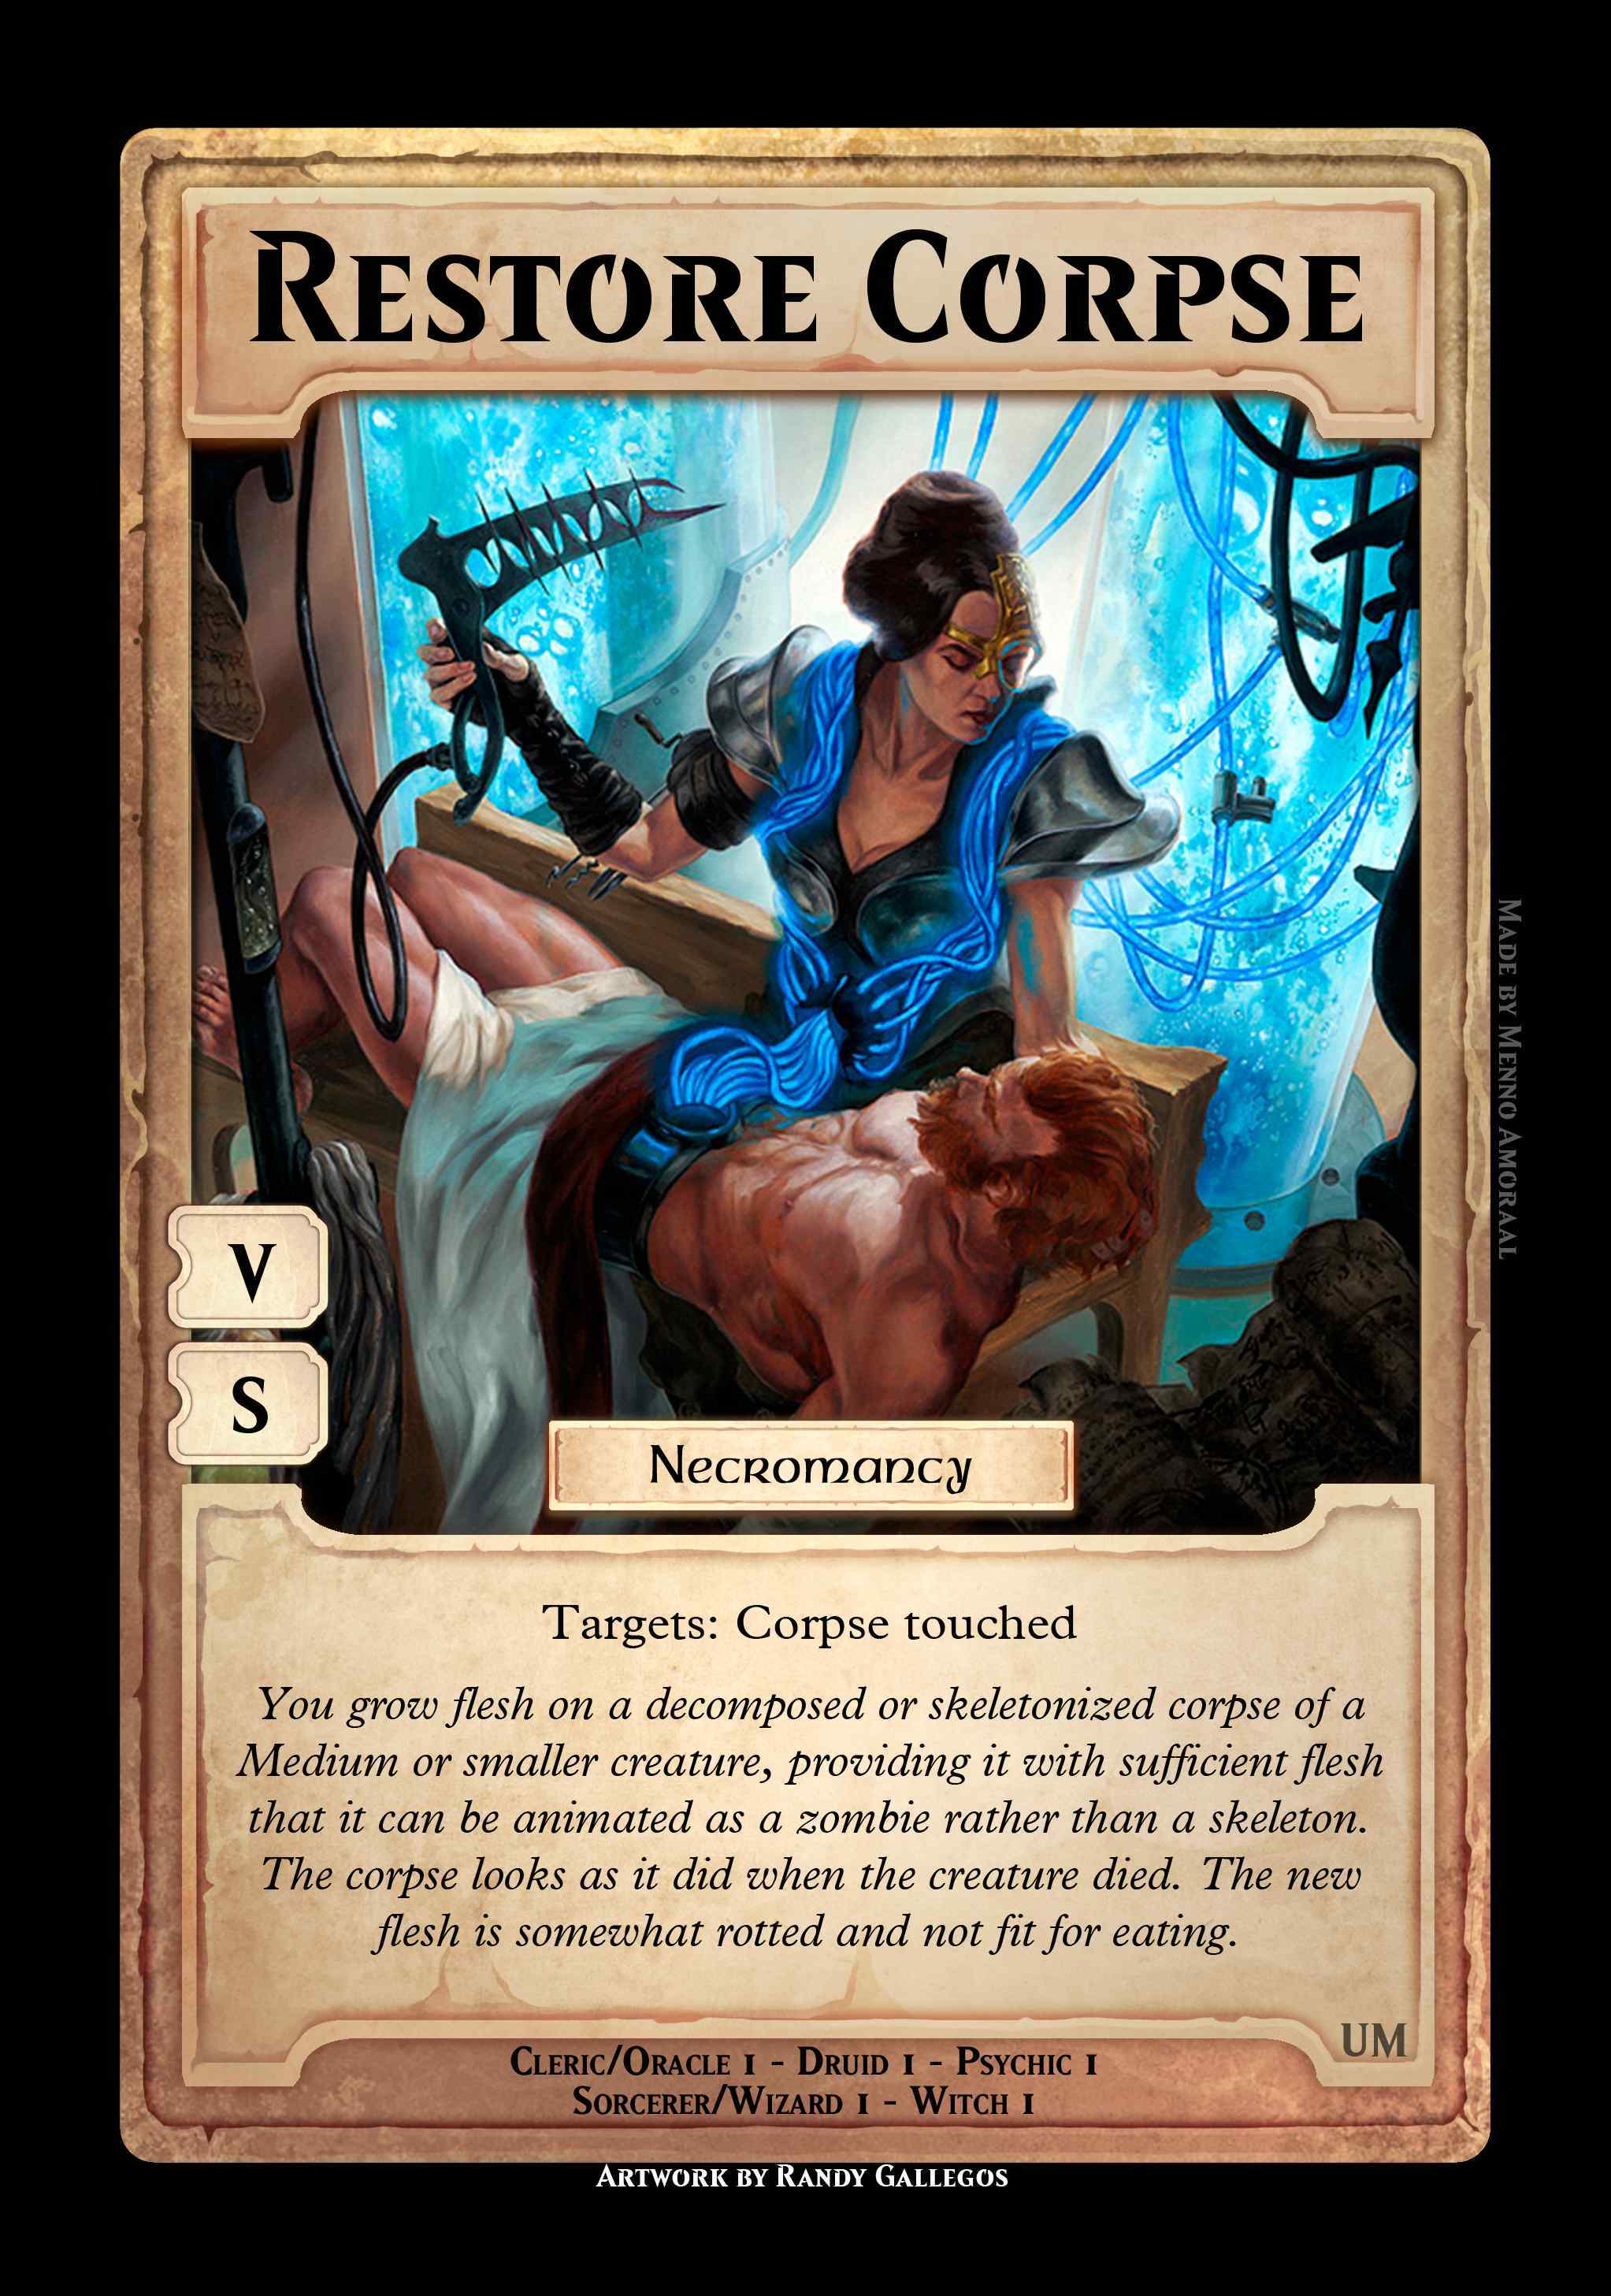 Restore Corpse
Made by Menno Amoraal
V
S
Necromancy
Targets: Corpse touched
You grow flesh on a decomposed or skeletonized corpse of a
Medium or smaller creature, providing it with sufficient flesh
that it can be animated as a zombie rather than a skeleton.
The corpse looks as it did when the creature died. The new
flesh is somewhat rotted and not fit for eating.
UM
Cleric/Oracle 1 - Druid 1 - Psychic 1
Sorcerer/Wizard 1 - Witch 1
Artwork by Randy Gallegos